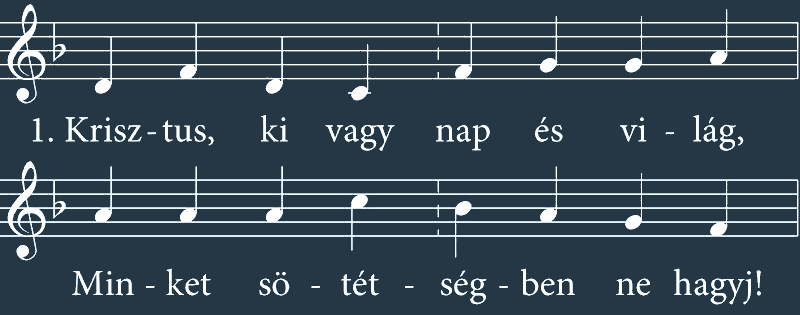 1. Krisz - tus, ki vagy nap és vi - lág,
Min - ket sö - tét - ség - ben ne hagyj!